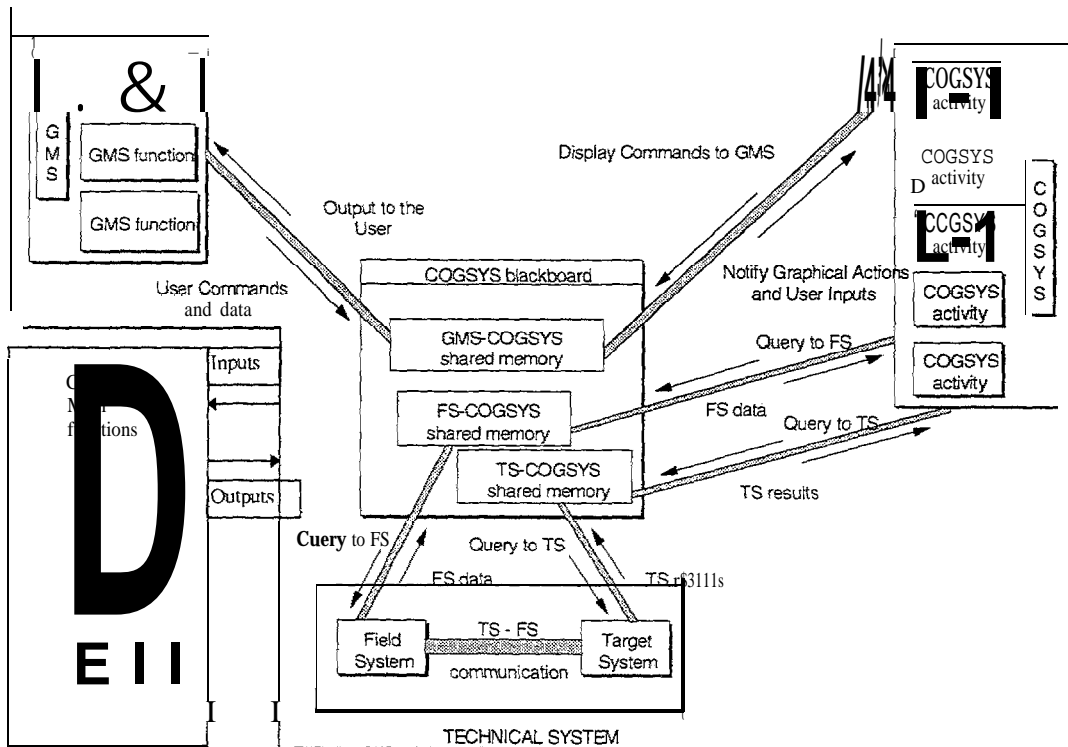 I . & I
G
M
S
GMS function
GMS function
Output to the
User
User Commands
and data
Display Commands to GMS
COGSYS
activity
COGSYS
activity
D
CCGSY
activity
COGSYS
activity
COGSYS
activity
C
O
G
S
Y
S
Notify Graphical Actions
and User Inputs
COGSYS blackboard
GMS-COGSYS
shared memory
FS-COGSYS
shared memory
TS-COGSYS
shared memory
Query to FS
FS data
Query to TS
TS results
Inputs
Outputs
D
E I I
I I
Cuery to FS
FS data
Query to TS
TS r$3111s
Field
System
TS - FS
communication
Target
System
TECHNICAL SYSTEM